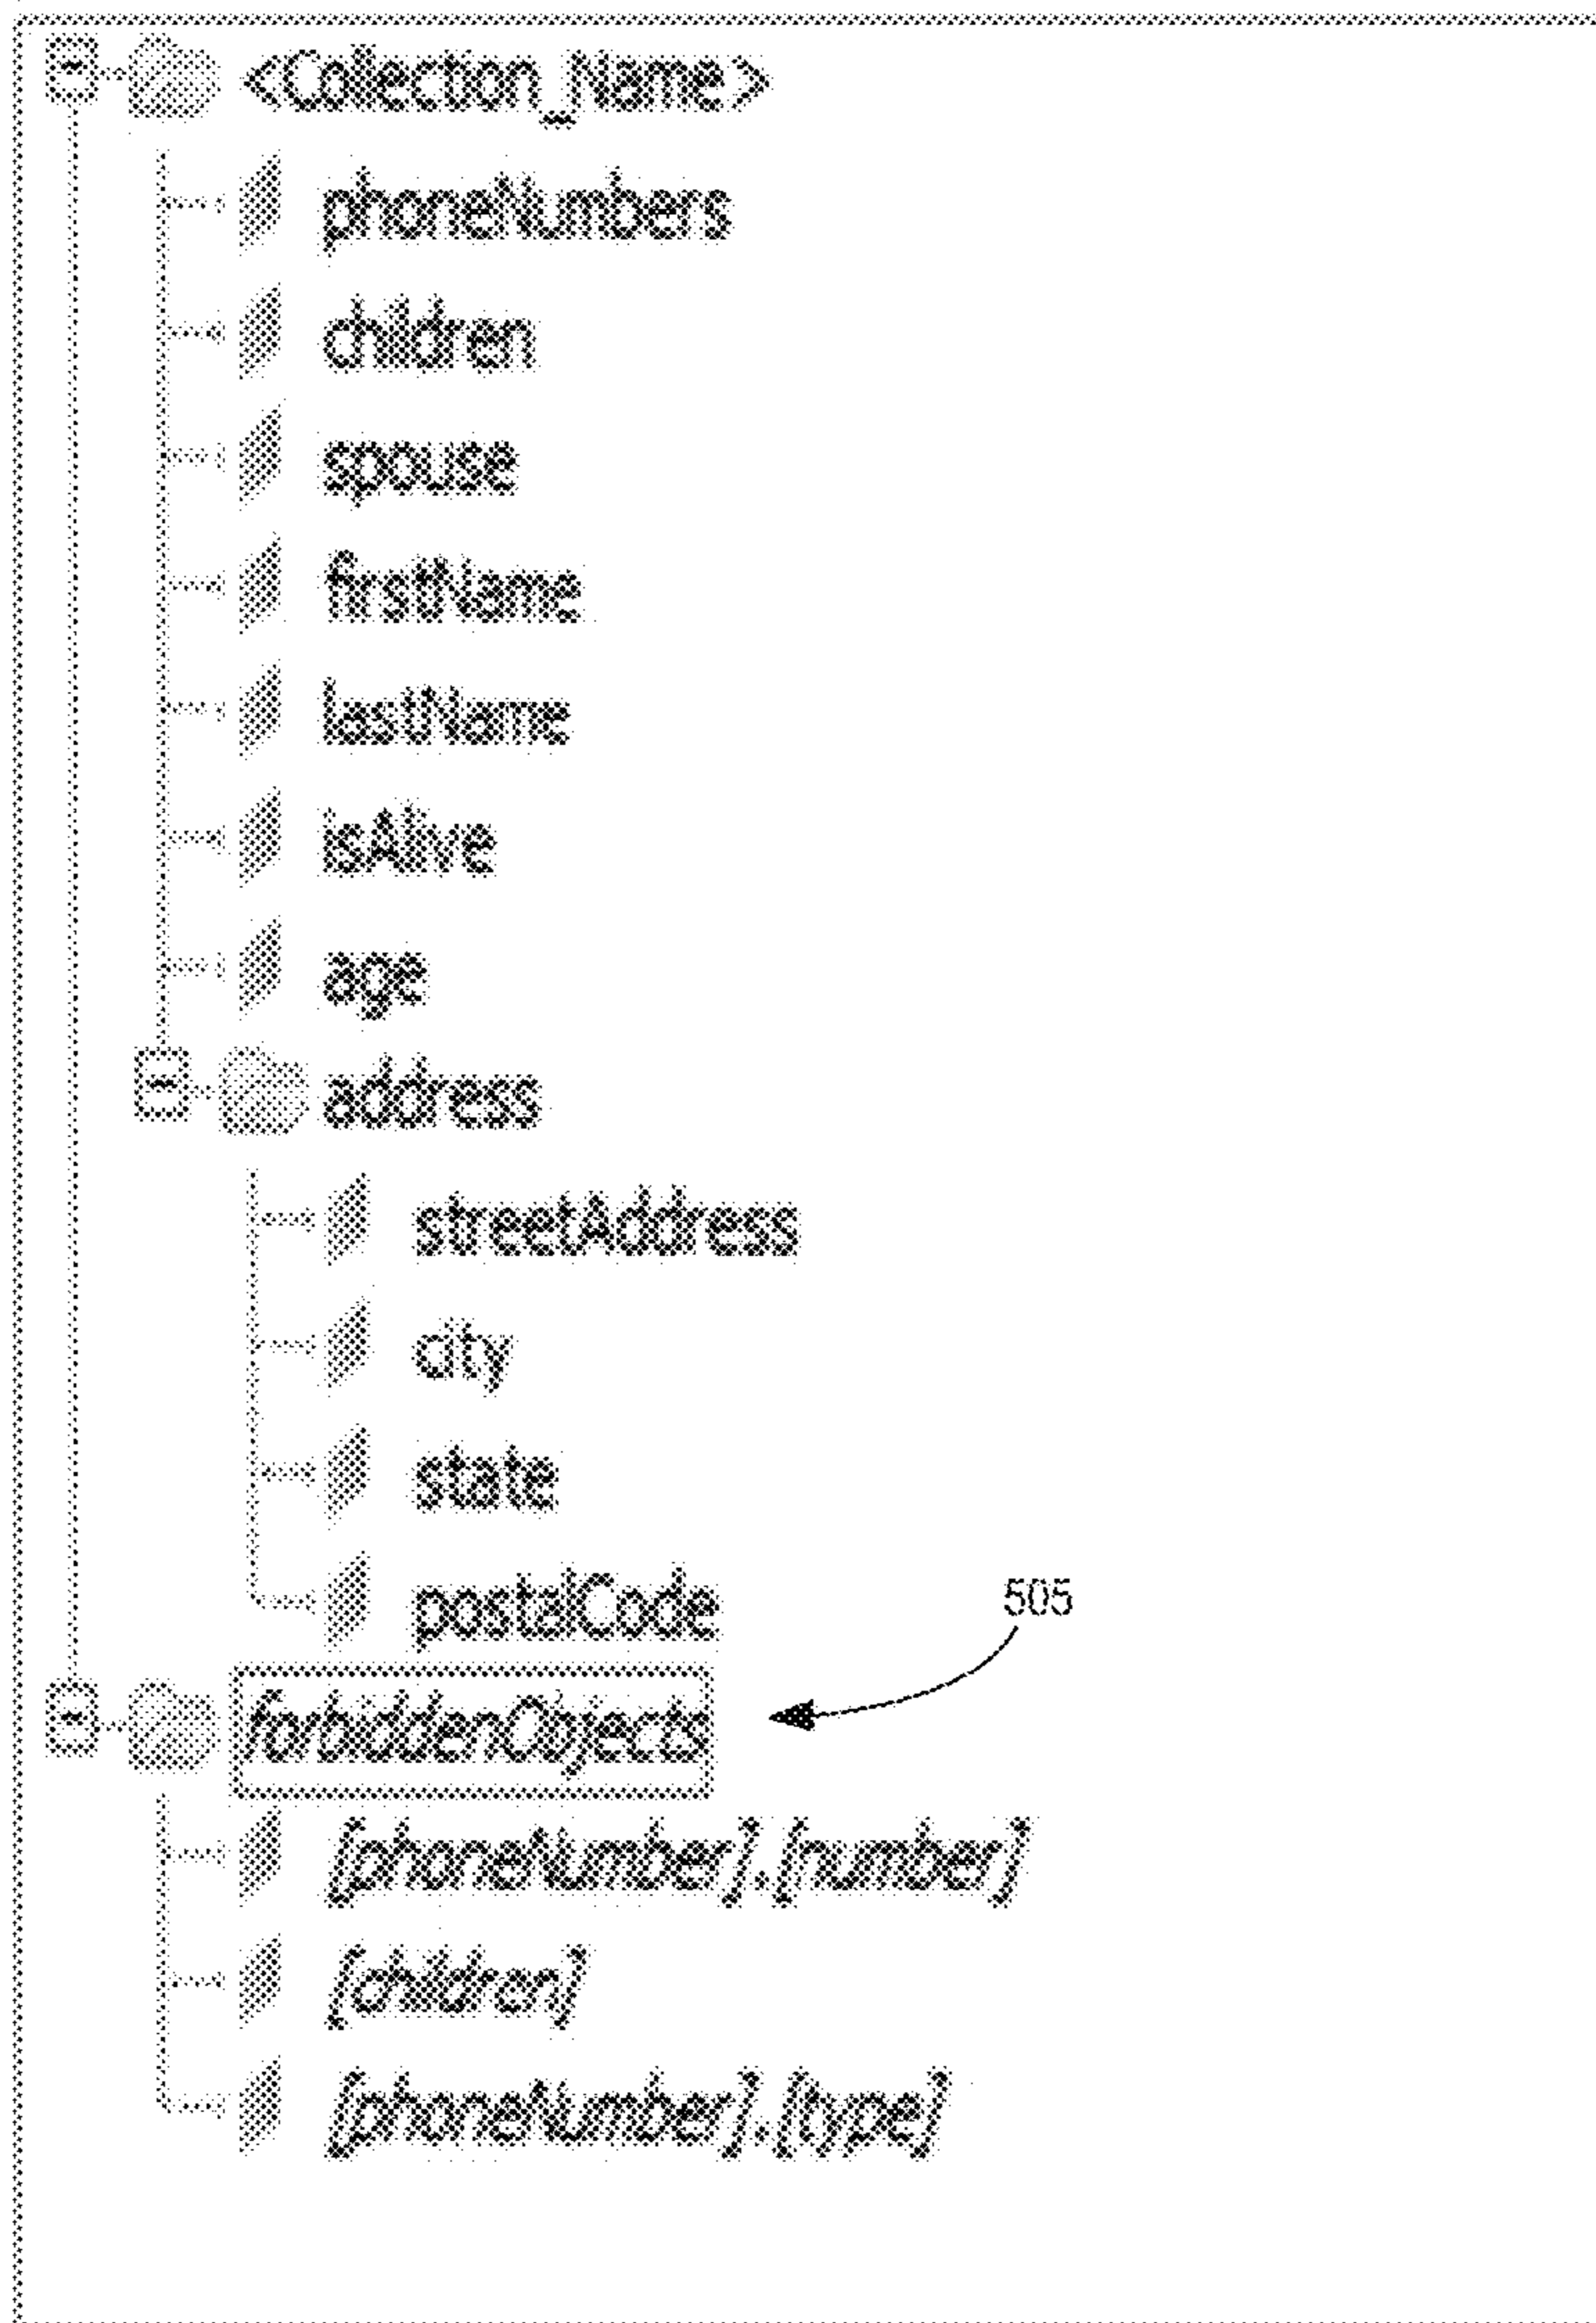 <Collection_Name>
phoneNumbers
children
spouse
firstName
lastName
isAlive
age
address
streetAddress
city
state
postalCode
505
forbiddenObjects
[phoneNumber].[number]
[children]
[phoneNumber].[type]